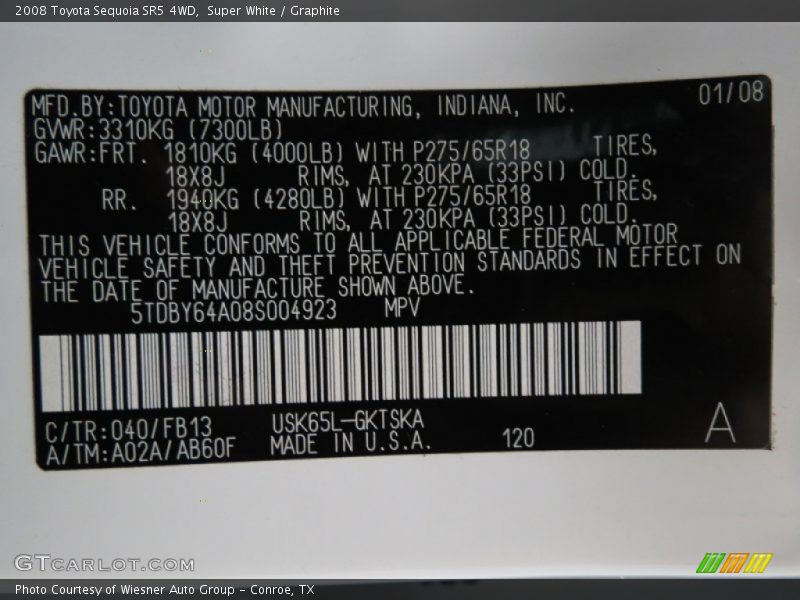 2008 Toyota Sequoia SR5 4WD,  Super White / Graphite
MFD.BY:TOYOTA MOTOR MANUFACTURING, INDIANA, INC. 01/08
GVWR:3310KG (7300LB)
GAWR:FRT. 1810KG (4000LB) WITH P275/65R18 TIRES,
18X8J RIMS, AT 230KPA (33PSI) COLD.
RR. 1940KG (4280LB) WITH P275/65R18 TIRES,
18X8J RIMS, AT 230KPA (33PSI) COLD.
THIS VEHICLE CONFORMS TO ALL APPLICABLE FEDERAL MOTOR
VEHICLE SAFETY AND THEFT PREVENTION STANDARDS IN EFFECT ON
THE DATE OF MANUFACTURE SHOWN ABOVE.
5TDBY64A08S004923 MPV
C/TR:040/FB13 USK65L-GKTSKA
A/TM:A02A/AB60F MADE IN U.S.A. 120 A
GTCARLOT.COM
Photo Courtesy of Wiesner Auto Group - Conroe, TX